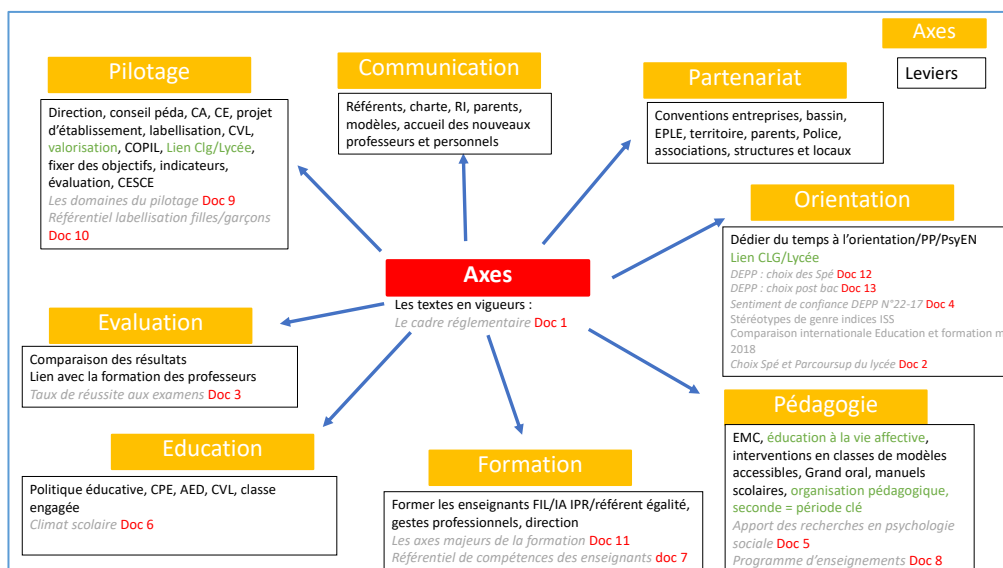 Axes
Leviers
Pilotage
Direction, conseil péda, CA, CE, projet
d'établissement, labellisation, CVL,
valorisation, COPIL, Lien Clg/Lycée,
fixer des objectifs, indicateurs,
évaluation, CESCE
Les domaines du pilotage Doc 9
Référentiel labellisation filles/garçons
Doc 10
Communication
Référents, charte, RI, parents,
modèles, accueil des nouveaux
professeurs et personnels
Partenariat
Conventions entreprises, bassin,
EPLE, territoire, parents, Police,
associations, structures et locaux
Orientation
Dédier du temps à l'orientation/PP/PsyEN
Lien CLG/Lycée
DEPP : choix des Spé Doc 12
DEPP : choix post bac Doc 13
Sentiment de confiance DEPP N°22-17 Doc 4
Stéréotypes de genre indices ISS
Comparaison internationale Education et formation m
2018
Choix Spé et Parcoursup du lycée Doc 2
Axes
Les textes en vigueurs :
Le cadre réglementaire Doc 1
Evaluation
Comparaison des résultats
Lien avec la formation des professeurs
Taux de réussite aux examens Doc 3
Education
Politique éducative, CPE, AED, CVL, classe
engagée
Climat scolaire Doc 6
Formation
Former les enseignants FIL/IA IPR/référent égalité,
gestes professionnels, direction
Les axes majeurs de la formation Doc 11
Référentiel de compétences des enseignants doc 7
Pédagogie
EMC, éducation à la vie affective,
interventions en classes de modèles
accessibles, Grand oral, manuels
scolaires, organisation pédagogique,
seconde = période clé
Apport des recherches en psychologie
sociale Doc 5
Programme d'enseignements Doc 8